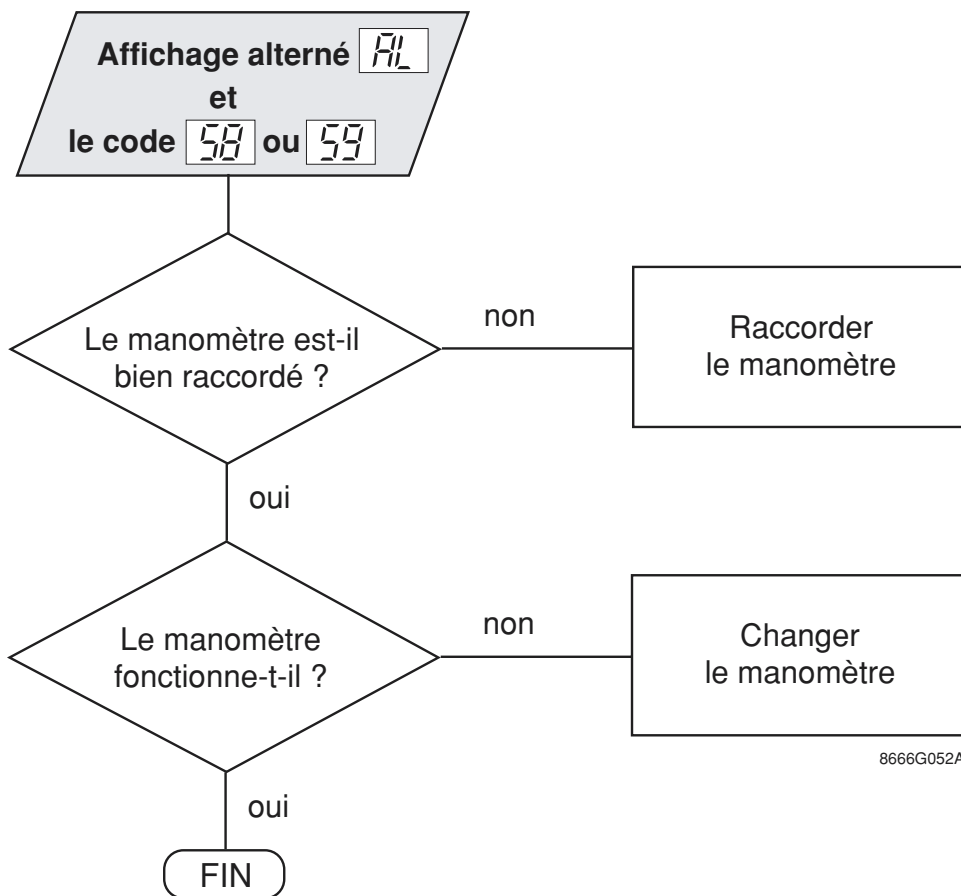 Affichage alterné AL
et
le code 58 ou 59
Le manomètre est-il
bien raccordé ?
non
Raccorder
le manomètre
oui
Le manomètre
fonctionne-t-il ?
non
Changer
le manomètre
8666G052A
oui
FIN